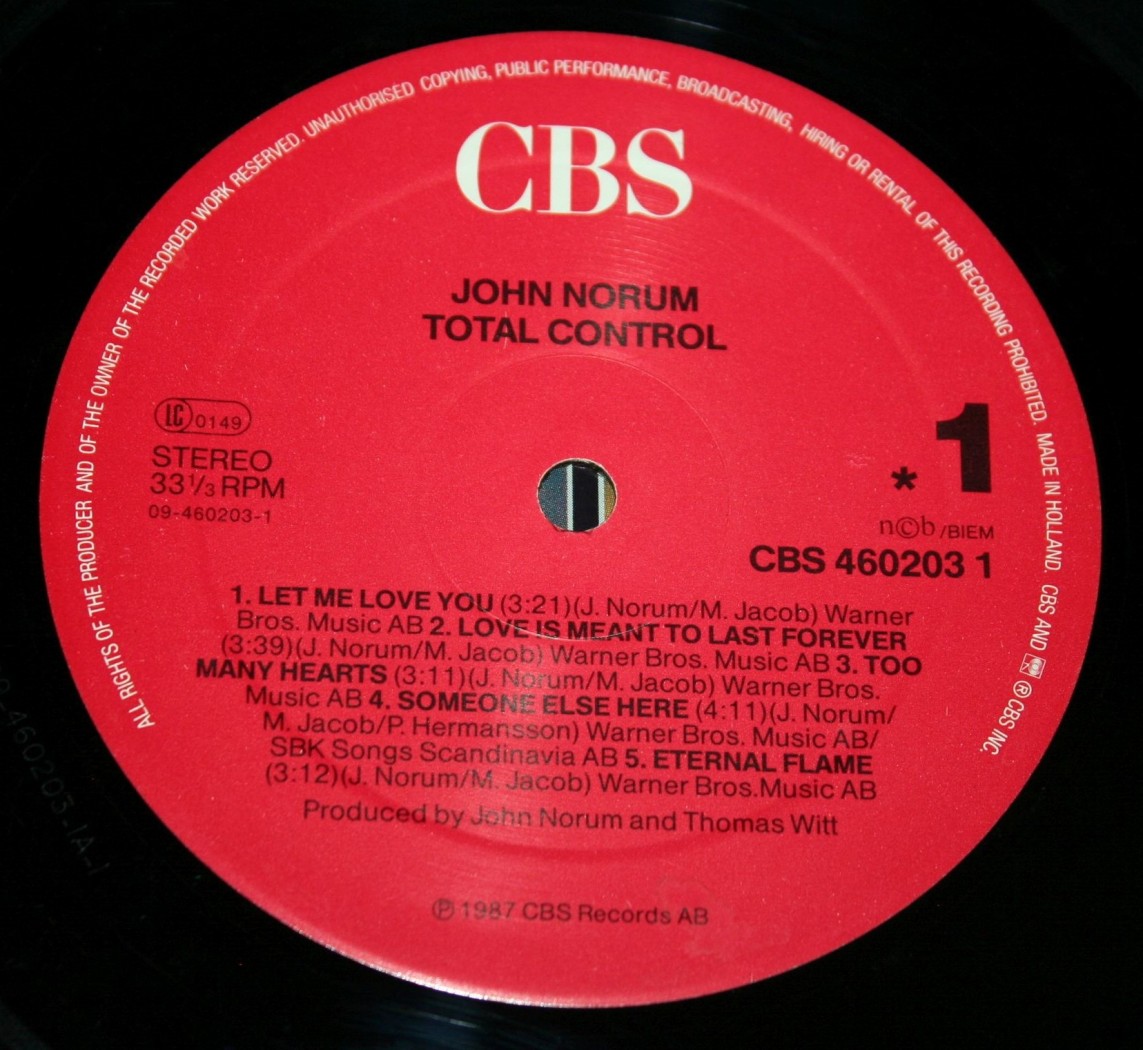 ALL RIGHTS OF THE PRODUCER AND OF THE OWNER OF THE RECORDED WORK RESERVED. UNAUTHORISED COPYING, PUBLIC PERFORMANCE, BROADCASTING, HIRING OR RENTAL OF THIS RECORDING PROHIBITED. MADE IN HOLLAND. CBS AND ℗ CBS INC.
CBS
JOHN NORUM
TOTAL CONTROL
LC 0149
STEREO
33 1/3 RPM
09-460203-1
1
*
n©b /BIEM
CBS 460203 1
1. LET ME LOVE YOU (3:21)(J. Norum/M. Jacob) Warner
Bros. Music AB 2. LOVE IS MEANT TO LAST FOREVER
(3:39)(J. Norum/M. Jacob) Warner Bros. Music AB 3. TOO
MANY HEARTS (3:11)(J. Norum/M. Jacob) Warner Bros.
Music AB 4. SOMEONE ELSE HERE (4:11)(J. Norum/
M. Jacob/P. Hermansson) Warner Bros. Music AB/
SBK Songs Scandinavia AB 5. ETERNAL FLAME
(3:12)(J. Norum/M. Jacob) Warner Bros.Music AB
Produced by John Norum and Thomas Witt
℗ 1987 CBS Records AB